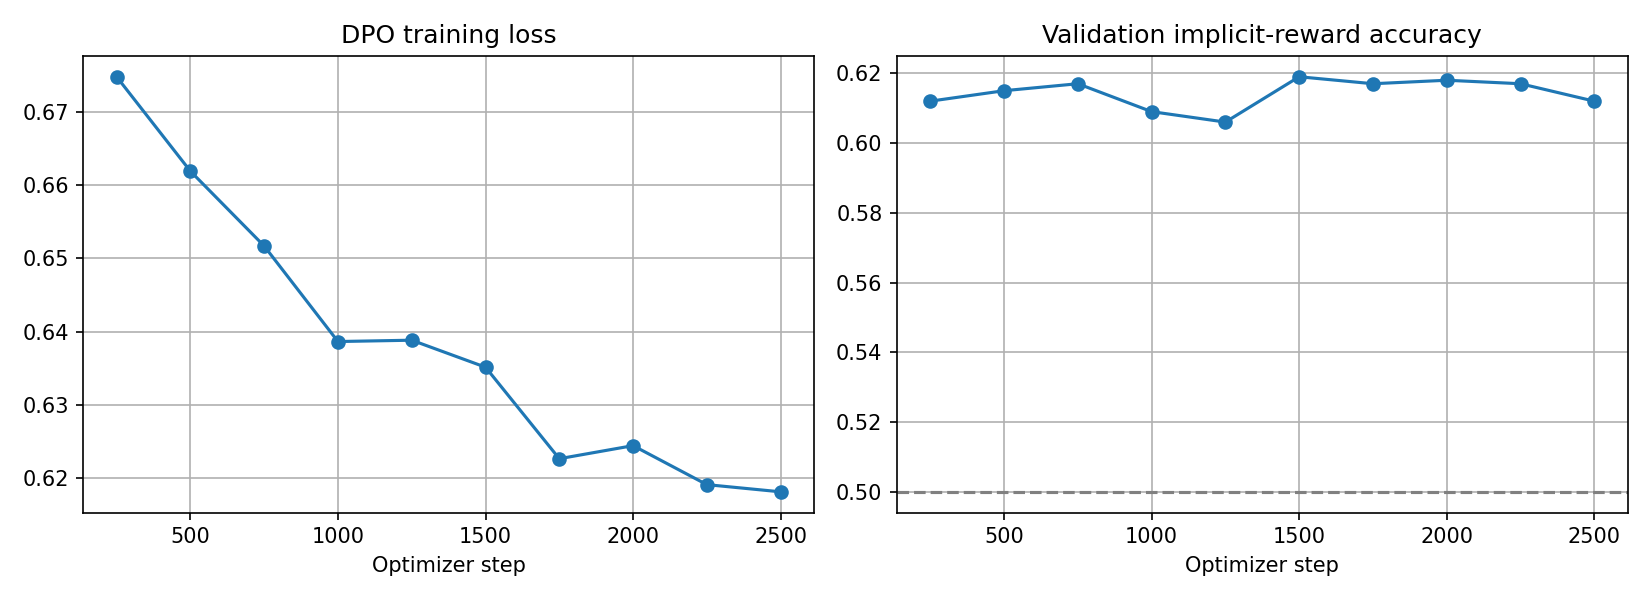 DPO training loss
0.67
0.66
0.65
0.64
0.63
0.62
500 1000 1500 2000 2500
Optimizer step
Validation implicit-reward accuracy
0.62
0.60
0.58
0.56
0.54
0.52
0.50
500 1000 1500 2000 2500
Optimizer step